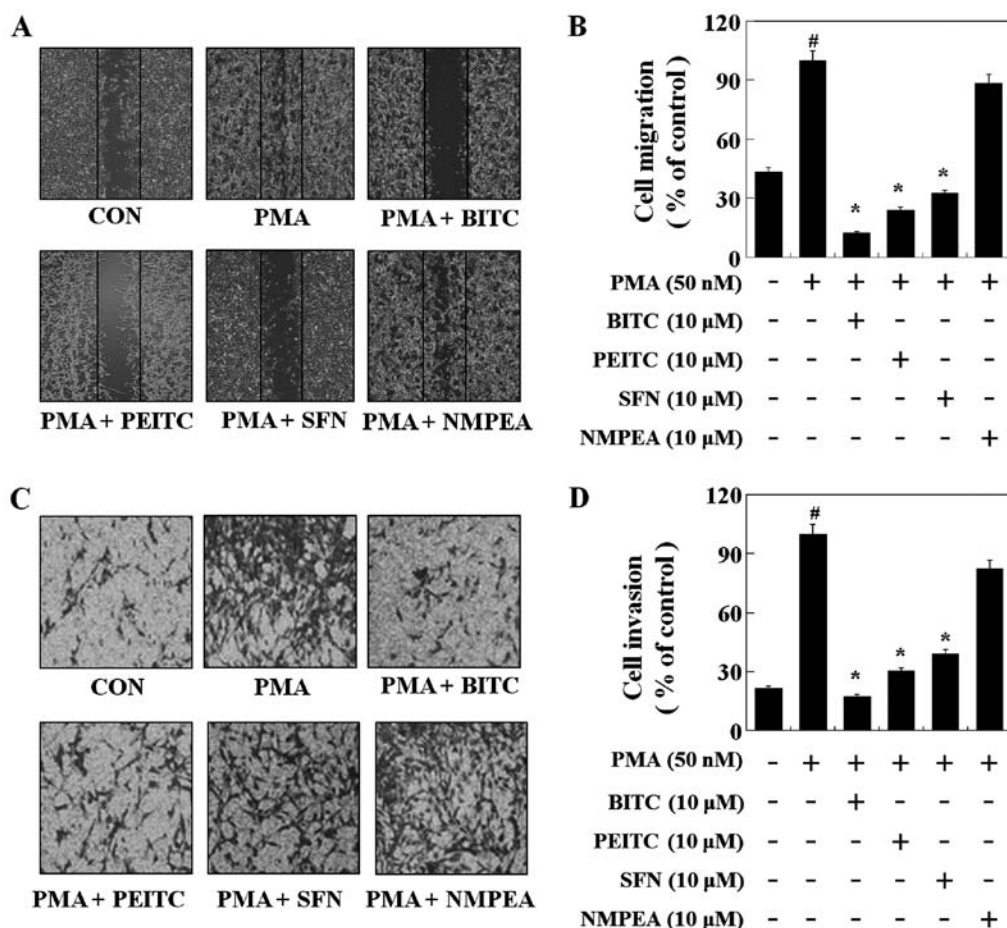 A
CON
PMA
PMA + BITC
PMA + PEITC
PMA + SFN
PMA + NMPEA
B
Cell migration
( % of control )
120
90
60
30
0
#
*
*
*
PMA (50 nM) - + + + + +
BITC (10 µM) - - + - - -
PEITC (10 µM) - - - + - -
SFN (10 µM) - - - - + -
NMPEA (10 µM) - - - - - +
C
CON
PMA
PMA + BITC
PMA + PEITC
PMA + SFN
PMA + NMPEA
D
Cell invasion
( % of control )
120
90
60
30
0
#
*
*
*
PMA (50 nM) - + + + + +
BITC (10 µM) - - + - - -
PEITC (10 µM) - - - + - -
SFN (10 µM) - - - - + -
NMPEA (10 µM) - - - - - +